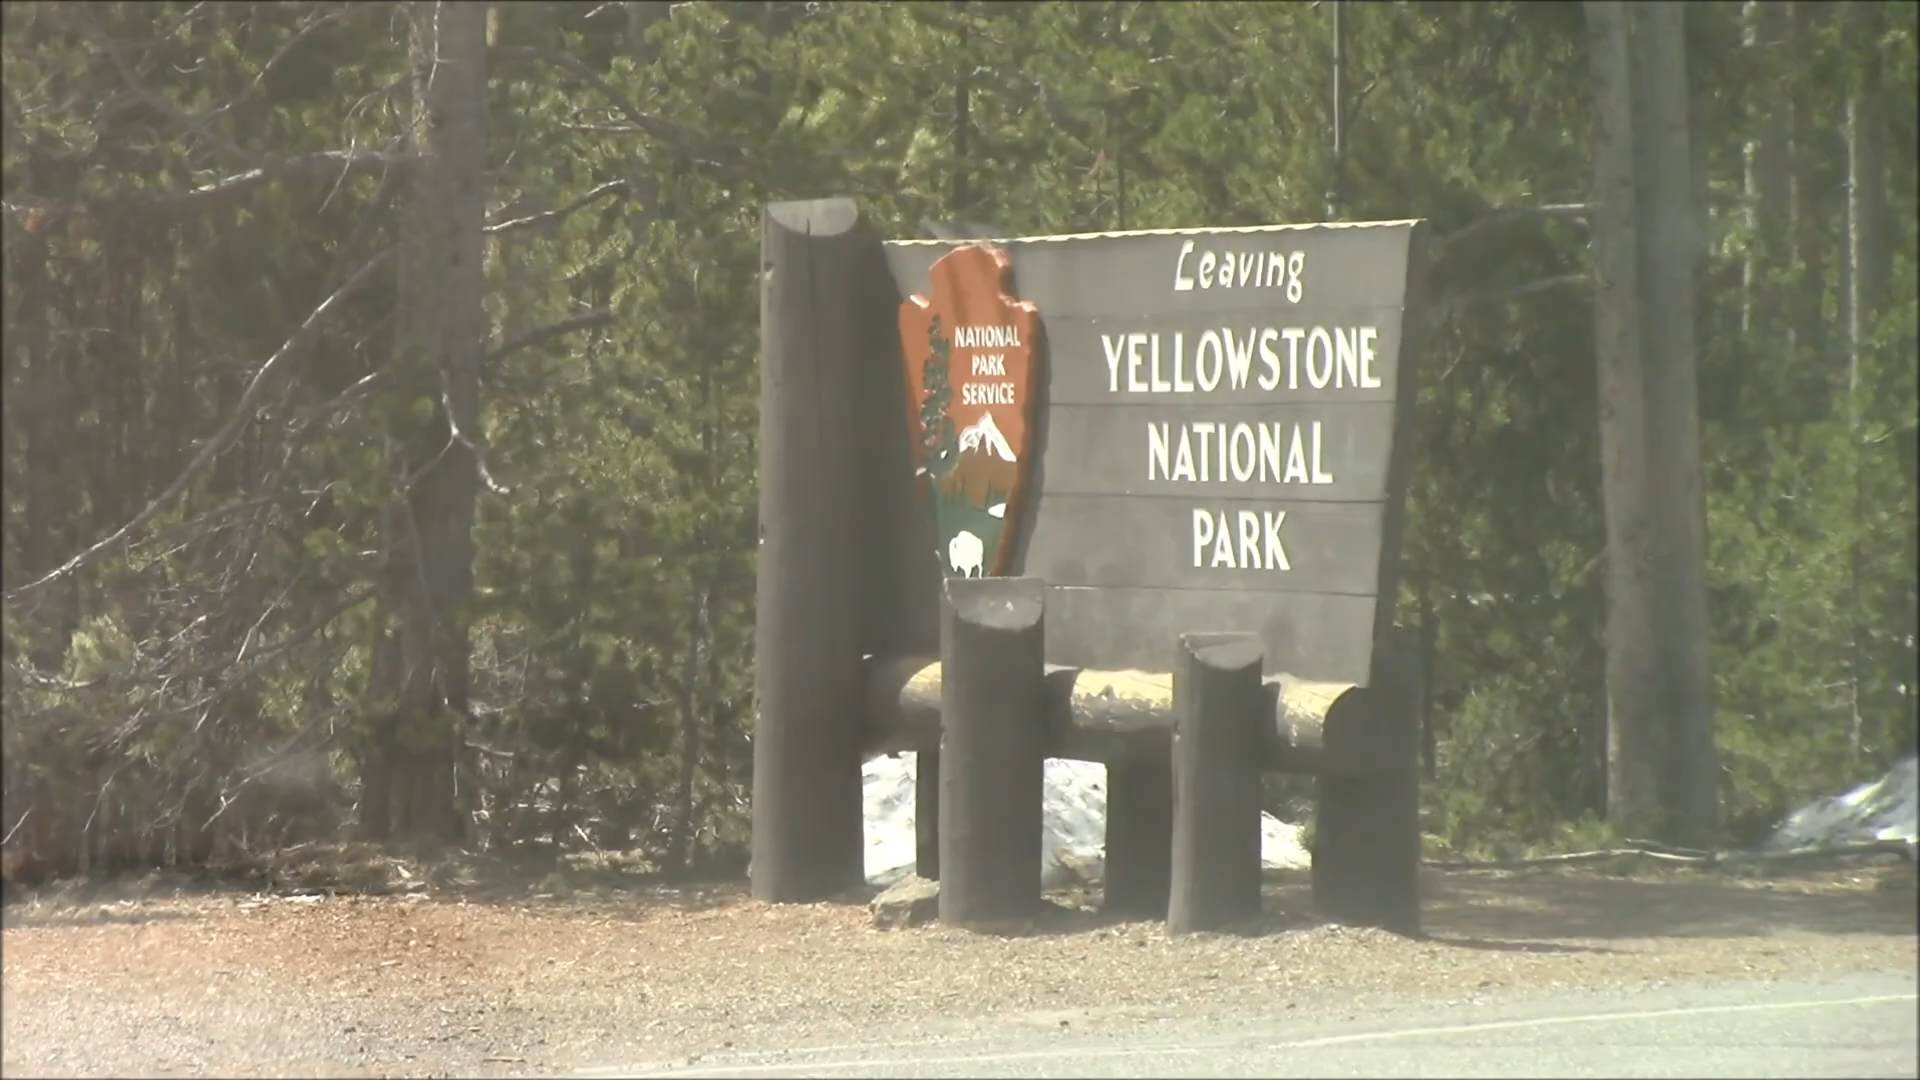 Leaving
YELLOWSTONE
NATIONAL
PARK
NATIONAL
PARK
SERVICE